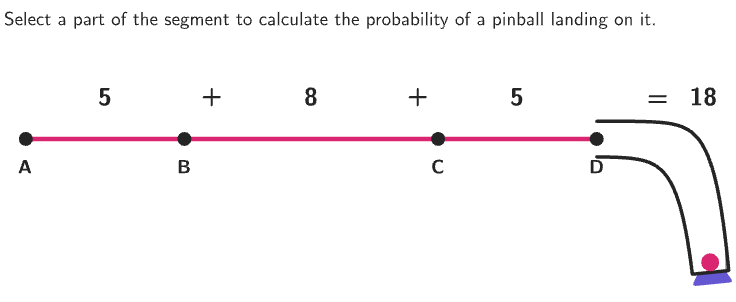 Select a part of the segment to calculate the probability of a pinball landing on it.
5 + 8 + 5 = 18
A B C D